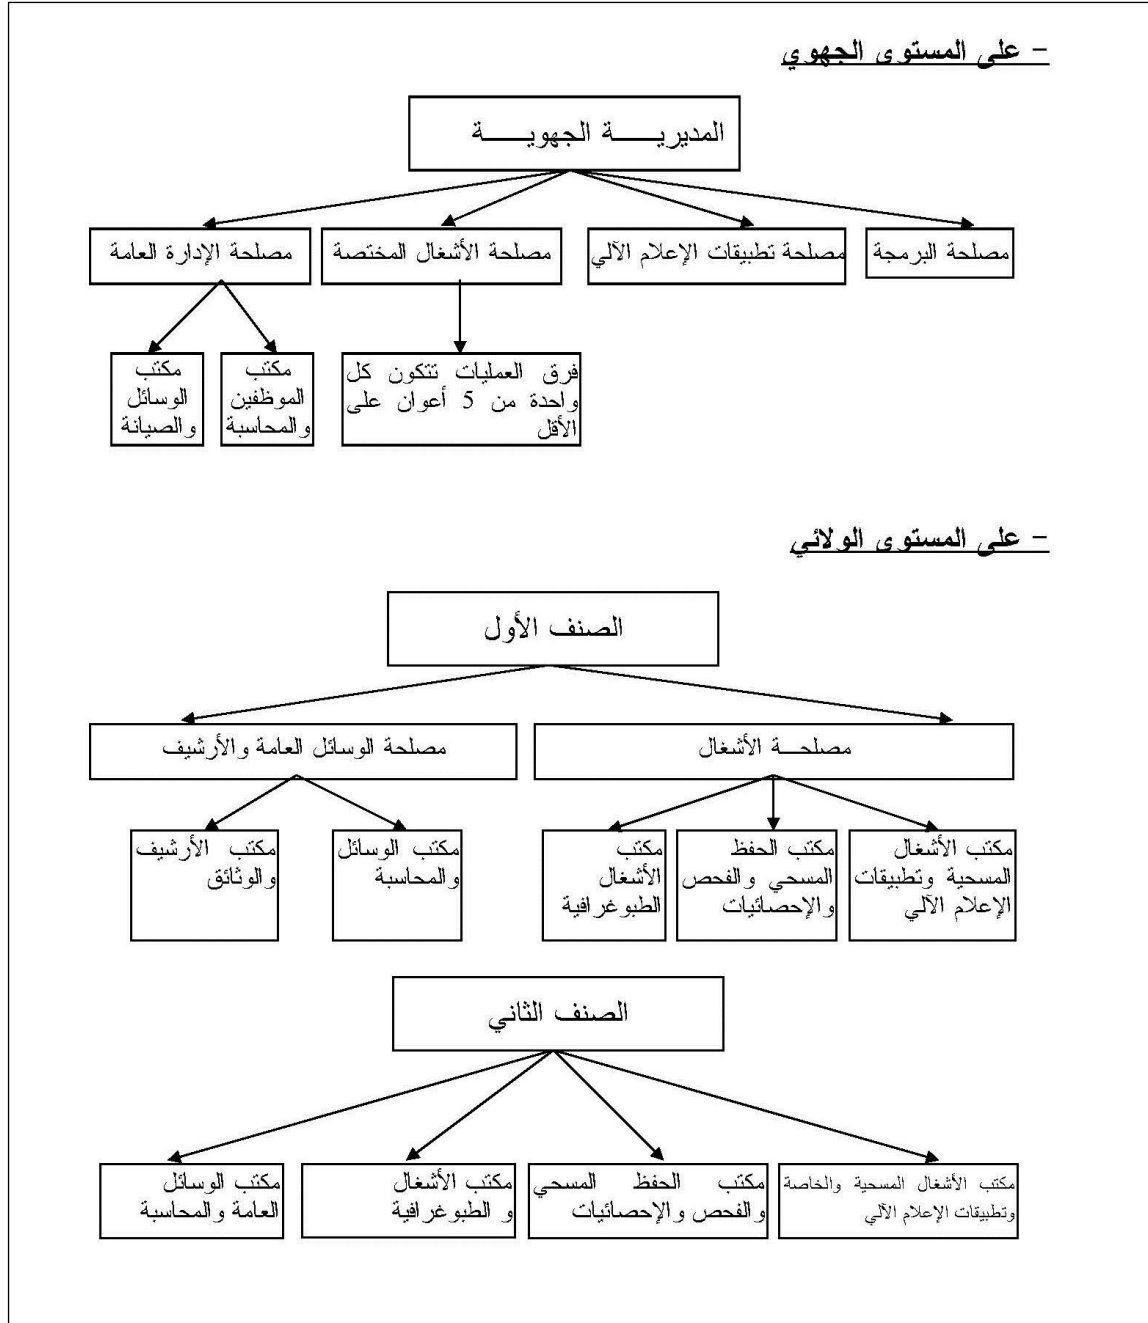 - على المستوى الجهوي
المديريـــــة الجهويـــــة
مصلحة البرمجة
مصلحة تطبيقات الإعلام الآلي
مصلحة الأشغال المختصة
مصلحة الإدارة العامة
فرق العمليات تتكون كل
واحدة من 5 أعوان على
الأقل
مكتب
الموظفين
والمحاسبة
مكتب
الوسائل
والصيانة
- على المستوى الولائي
الصنف الأول
مصلحـــة الأشغال
مصلحة الوسائل العامة والأرشيف
مكتب الأشغال
المسحية وتطبيقات
الإعلام الآلي
مكتب الحفظ
المسحي والفحص
والإحصائيات
مكتب
الأشغال
الطبوغرافية
مكتب الوسائل
والمحاسبة
مكتب الأرشيف
والوثائق
الصنف الثاني
مكتب الأشغال المسحية والخاصة
وتطبيقات الإعلام الآلي
مكتب الحفظ المسحي
والفحص والإحصائيات
مكتب الأشغال
و الطبوغرافية
مكتب الوسائل
العامة والمحاسبة